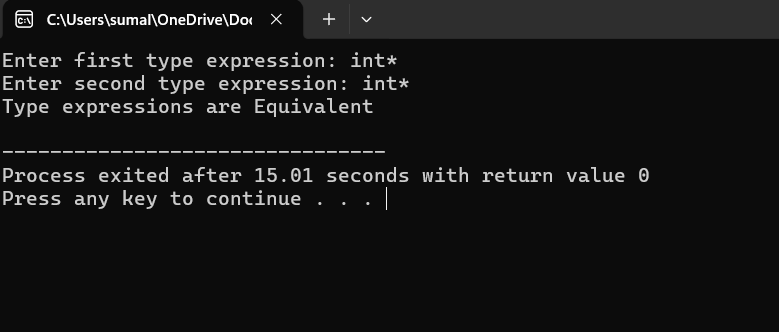 C:\Users\sumal\OneDrive\Doc
Enter first type expression: int*
Enter second type expression: int*
Type expressions are Equivalent
--------------------------------
Process exited after 15.01 seconds with return value 0
Press any key to continue . . .